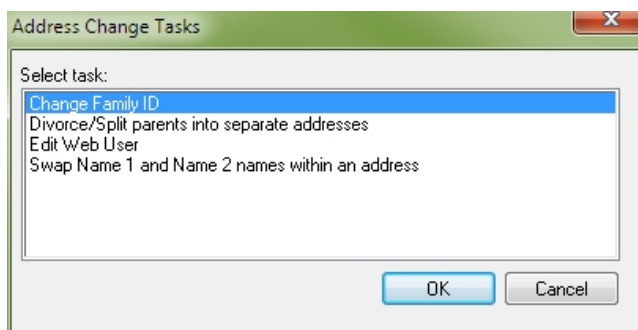 Address Change Tasks
Select task:
Change Family ID
Divorce/Split parents into separate addresses
Edit Web User
Swap Name 1 and Name 2 names within an address
OK Cancel